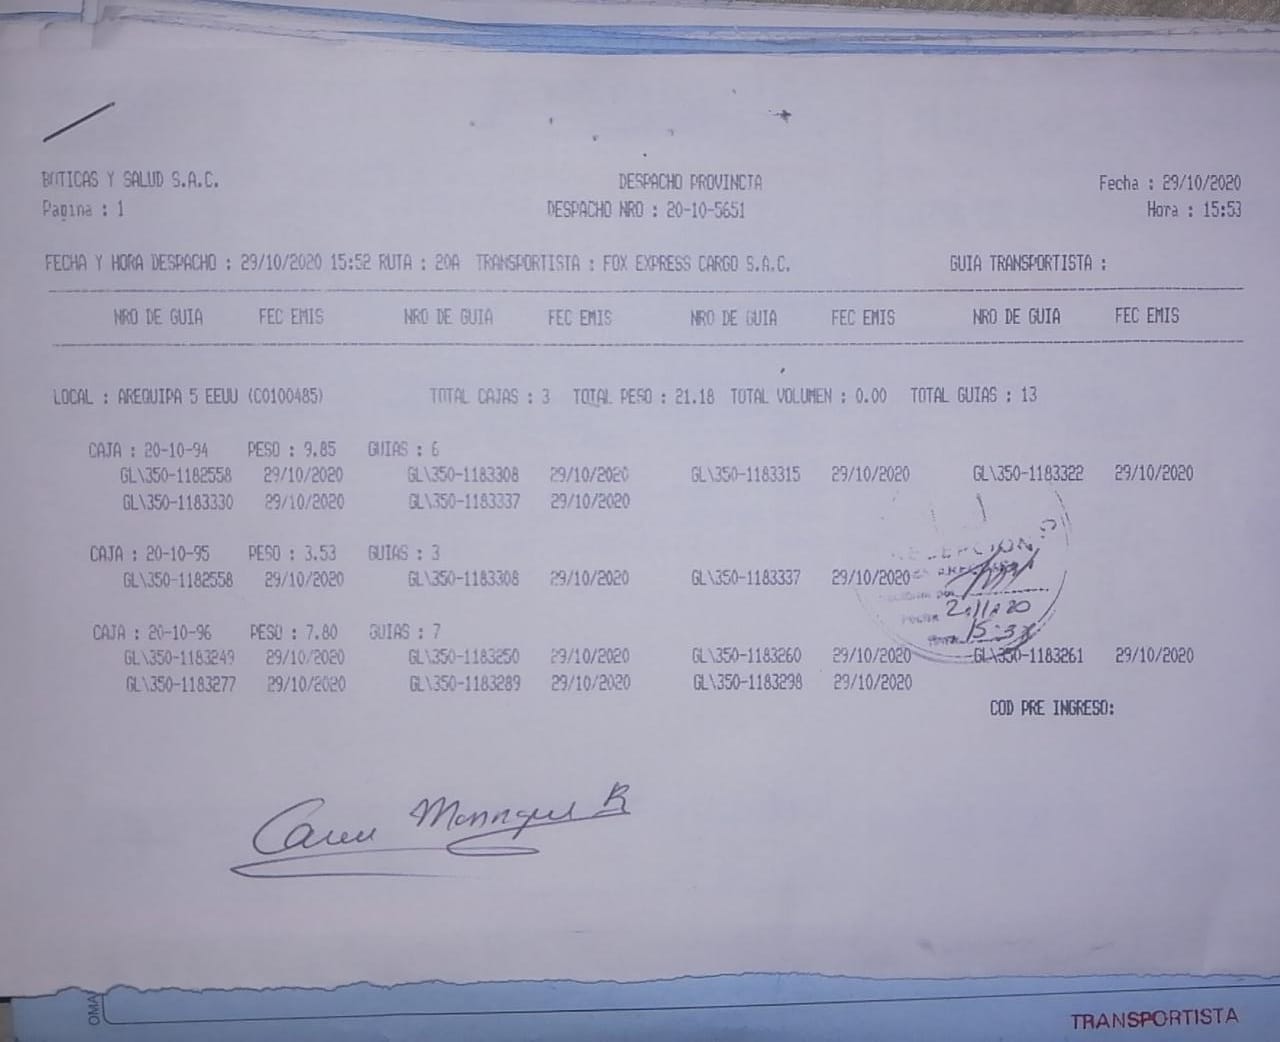 BOTICAS Y SALUD S.A.C. DESPACHO PROVINCIA Fecha : 29/10/2020
Pagina : 1 DESPACHO NRO : 20-10-5651 Hora : 15:53
FECHA Y HORA DESPACHO : 29/10/2020 15:52 RUTA : 20A TRANSPORTISTA : FOX EXPRESS CARGO S.A.C. GUIA TRANSPORTISTA :
NRO DE GUIA FEC EMIS NRO DE GUIA FEC EMIS NRO DE GUIA FEC EMIS NRO DE GUIA FEC EMIS
LOCAL : AREQUIPA 5 EEUU (C0100485) TOTAL CAJAS : 3 TOTAL PESO : 21.18 TOTAL VOLUMEN : 0.00 TOTAL GUIAS : 13
CAJA : 20-10-94 PESO : 9.85 GUIAS : 6
GL\350-1182558 29/10/2020 GL\350-1183308 29/10/2020 GL\350-1183315 29/10/2020 GL\350-1183322 29/10/2020
GL\350-1183330 29/10/2020 GL\350-1183337 29/10/2020
RECEPCION
CAJA : 20-10-95 PESO : 3.53 GUIAS : 3
GL\350-1182558 29/10/2020 GL\350-1183308 29/10/2020 GL\350-1183337 29/10/2020
CAJA : 20-10-96 PESO : 7.80 GUIAS : 7
GL\350-1183249 29/10/2020 GL\350-1183250 29/10/2020 GL\350-1183260 29/10/2020 GL\350-1183261 29/10/2020
GL\350-1183277 29/10/2020 GL\350-1183289 29/10/2020 GL\350-1183298 29/10/2020
COD PRE INGRESO:
TRANSPORTISTA